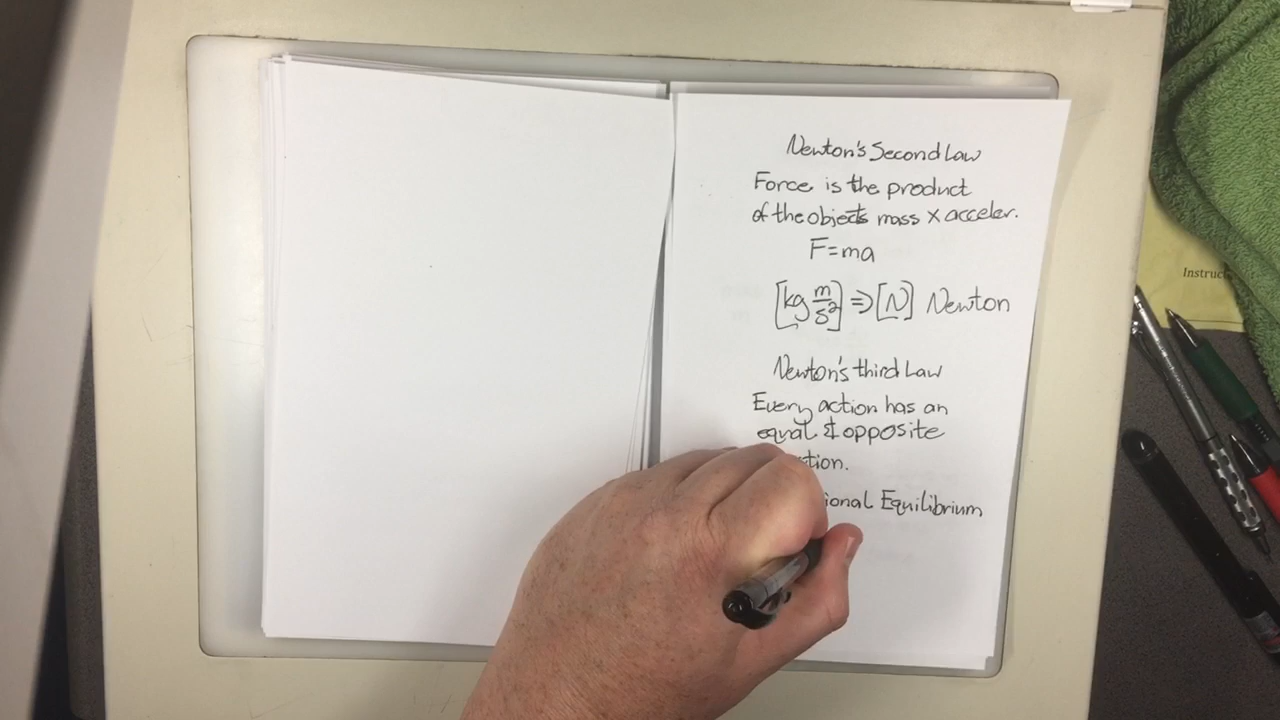 Newton's Second Law
Force is the product
of the objects mass x acceler.
F=ma
[kg m/s²] ⇒ [N] Newton
Newton's third Law
Every action has an
equal & opposite
Equilibrium
Instruc